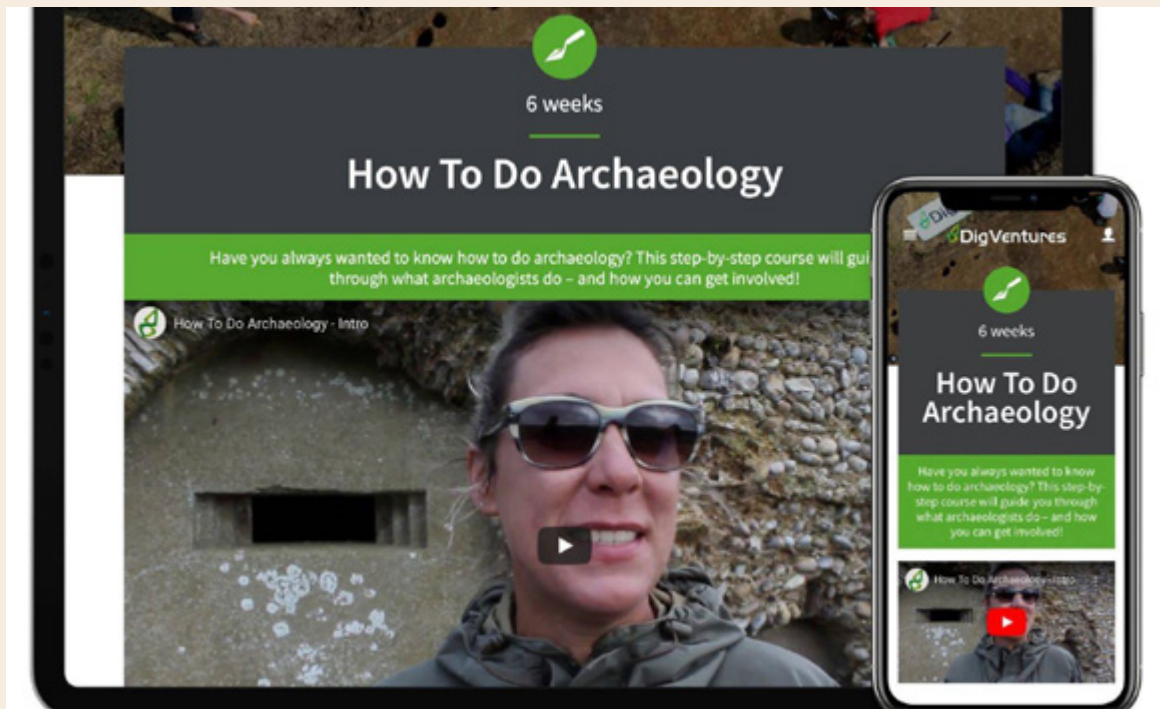 6 weeks
How To Do Archaeology
Have you always wanted to know how to do archaeology? This step-by-step course will gui
through what archaeologists do – and how you can get involved!
How To Do Archaeology - Intro
DigVentures
6 weeks
How To Do
Archaeology
Have you always wanted to know
how to do archaeology? This step-by-
step course will guide you through
what archaeologists do – and how
you can get involved!
How To Do Archaeology - Intro